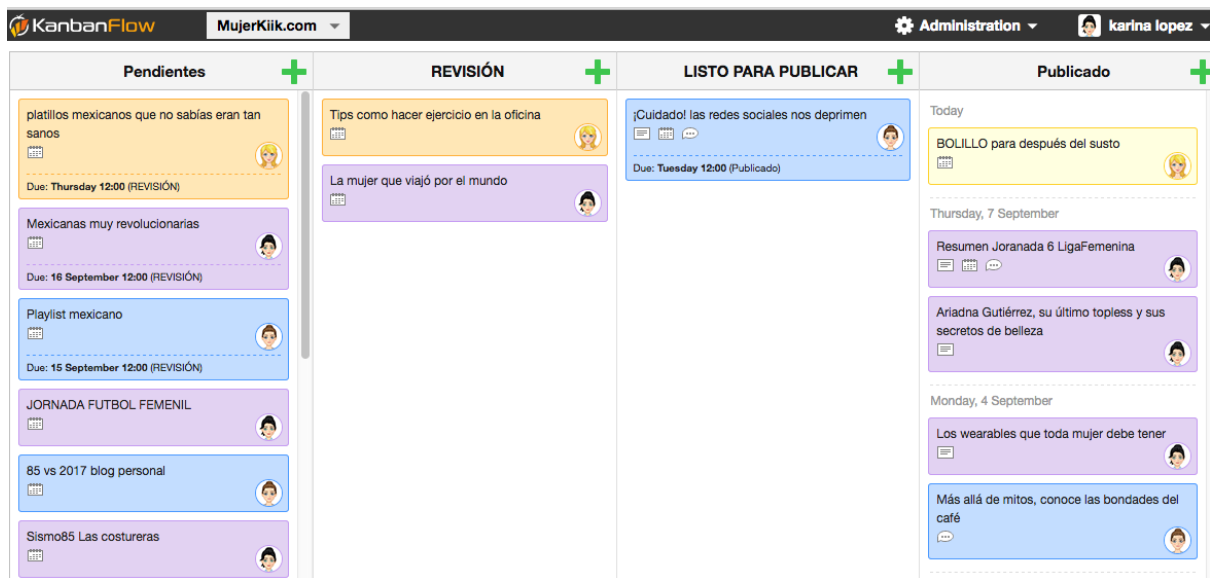 KanbanFlow
MujerKiik.com
Administration
karina lopez
Pendientes
platillos mexicanos que no sabías eran tan
sanos
Due: Thursday 12:00 (REVISIÓN)
Mexicanas muy revolucionarias
Due: 16 September 12:00 (REVISIÓN)
Playlist mexicano
Due: 15 September 12:00 (REVISIÓN)
JORNADA FUTBOL FEMENIL
85 vs 2017 blog personal
Sismo85 Las costureras
REVISIÓN
Tips como hacer ejercicio en la oficina
La mujer que viajó por el mundo
LISTO PARA PUBLICAR
¡Cuidado! las redes sociales nos deprimen
Due: Tuesday 12:00 (Publicado)
Publicado
Today
BOLILLO para después del susto
Thursday, 7 September
Resumen Joranada 6 LigaFemenina
Ariadna Gutiérrez, su último topless y sus
secretos de belleza
Monday, 4 September
Los wearables que toda mujer debe tener
Más allá de mitos, conoce las bondades del
café